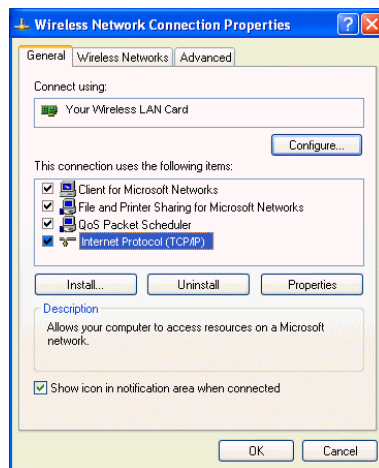 Wireless Network Connection Properties
General Wireless Networks Advanced
Connect using:
Your Wireless LAN Card
Configure...
This connection uses the following items:
Client for Microsoft Networks
File and Printer Sharing for Microsoft Networks
QoS Packet Scheduler
Internet Protocol (TCP/IP)
Install... Uninstall Properties
Description
Allows your computer to access resources on a Microsoft
network.
Show icon in notification area when connected
OK Cancel